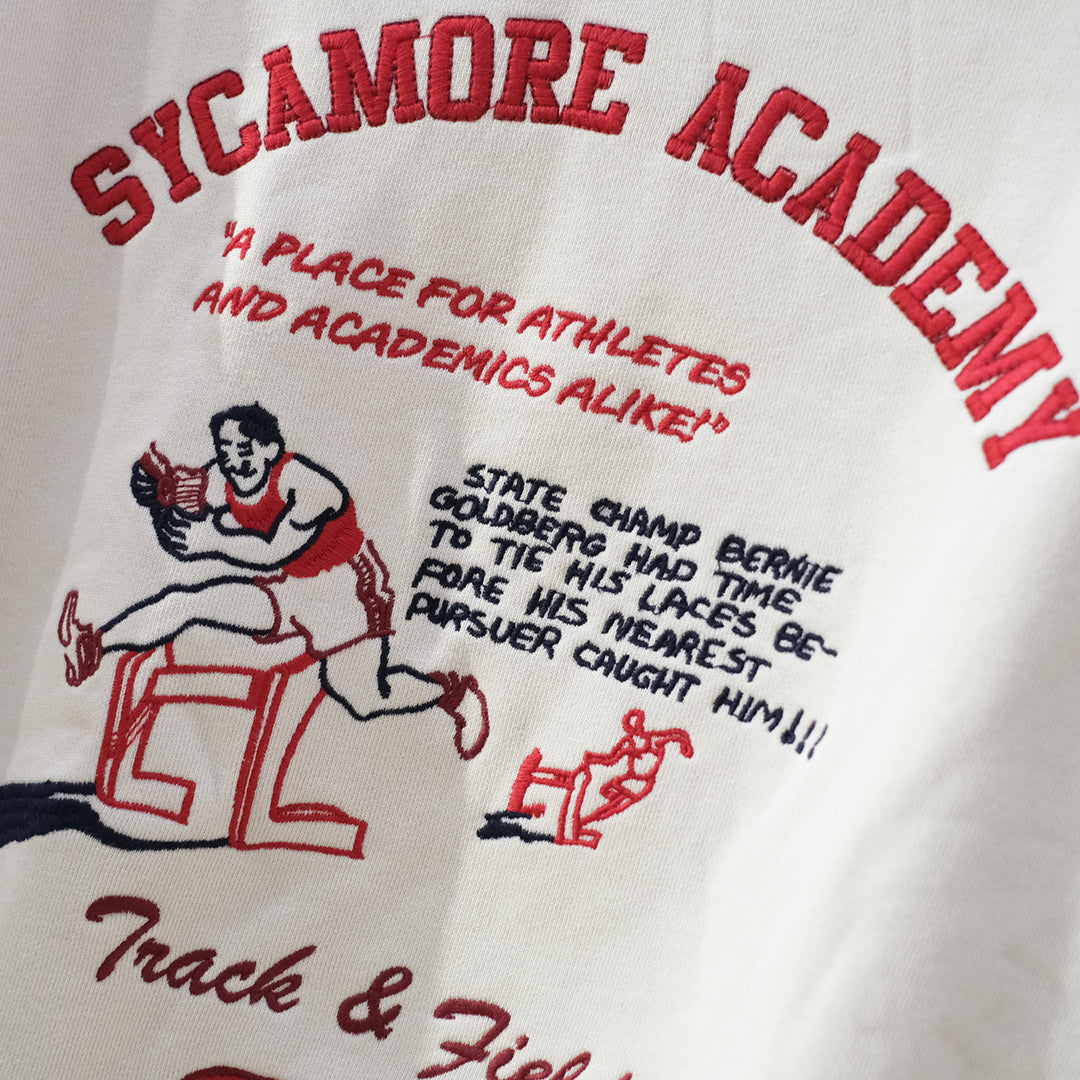 SYCAMORE ACADEMY
"A PLACE FOR ATHLETES
AND ACADEMICS ALIKE!"
STATE CHAMP BERNIE
GOLDBERG HAD TIME
TO TIE HIS LACES BE-
FORE HIS NEAREST
PURSUER CAUGHT HIM!!!
Track & Fiel